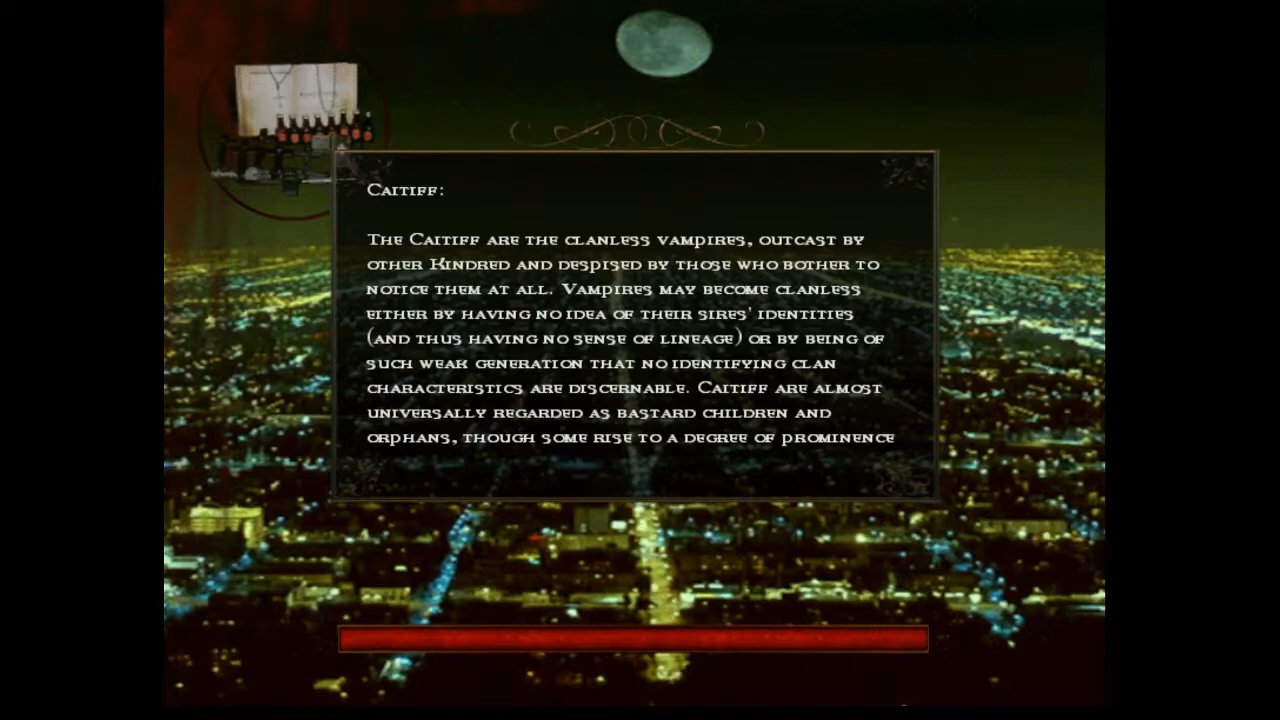 Caitiff:
The Caitiff are the clanless vampires, outcast by
other Kindred and despised by those who bother to
notice them at all. Vampires may become clanless
either by having no idea of their sires' identities
(and thus having no sense of lineage) or by being of
such weak generation that no identifying clan
characteristics are discernable. Caitiff are almost
universally regarded as bastard children and
orphans, though some rise to a degree of prominence